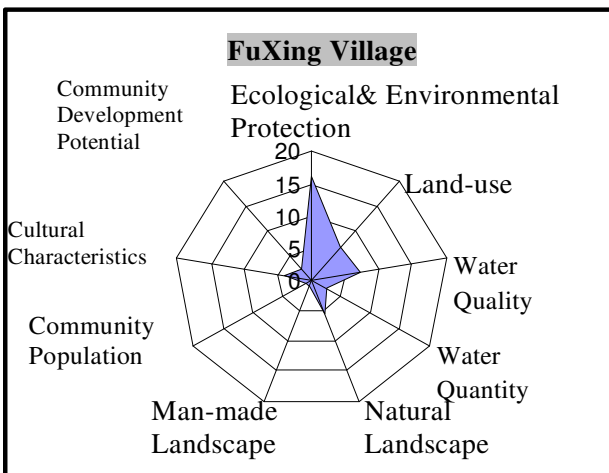 FuXing Village
Ecological& Environmental
Protection
Community
Development
Potential
20
15
10
5
0
Land-use
Cultural
Characteristics
Water
Quality
Community
Population
Water
Quantity
Man-made
Landscape
Natural
Landscape